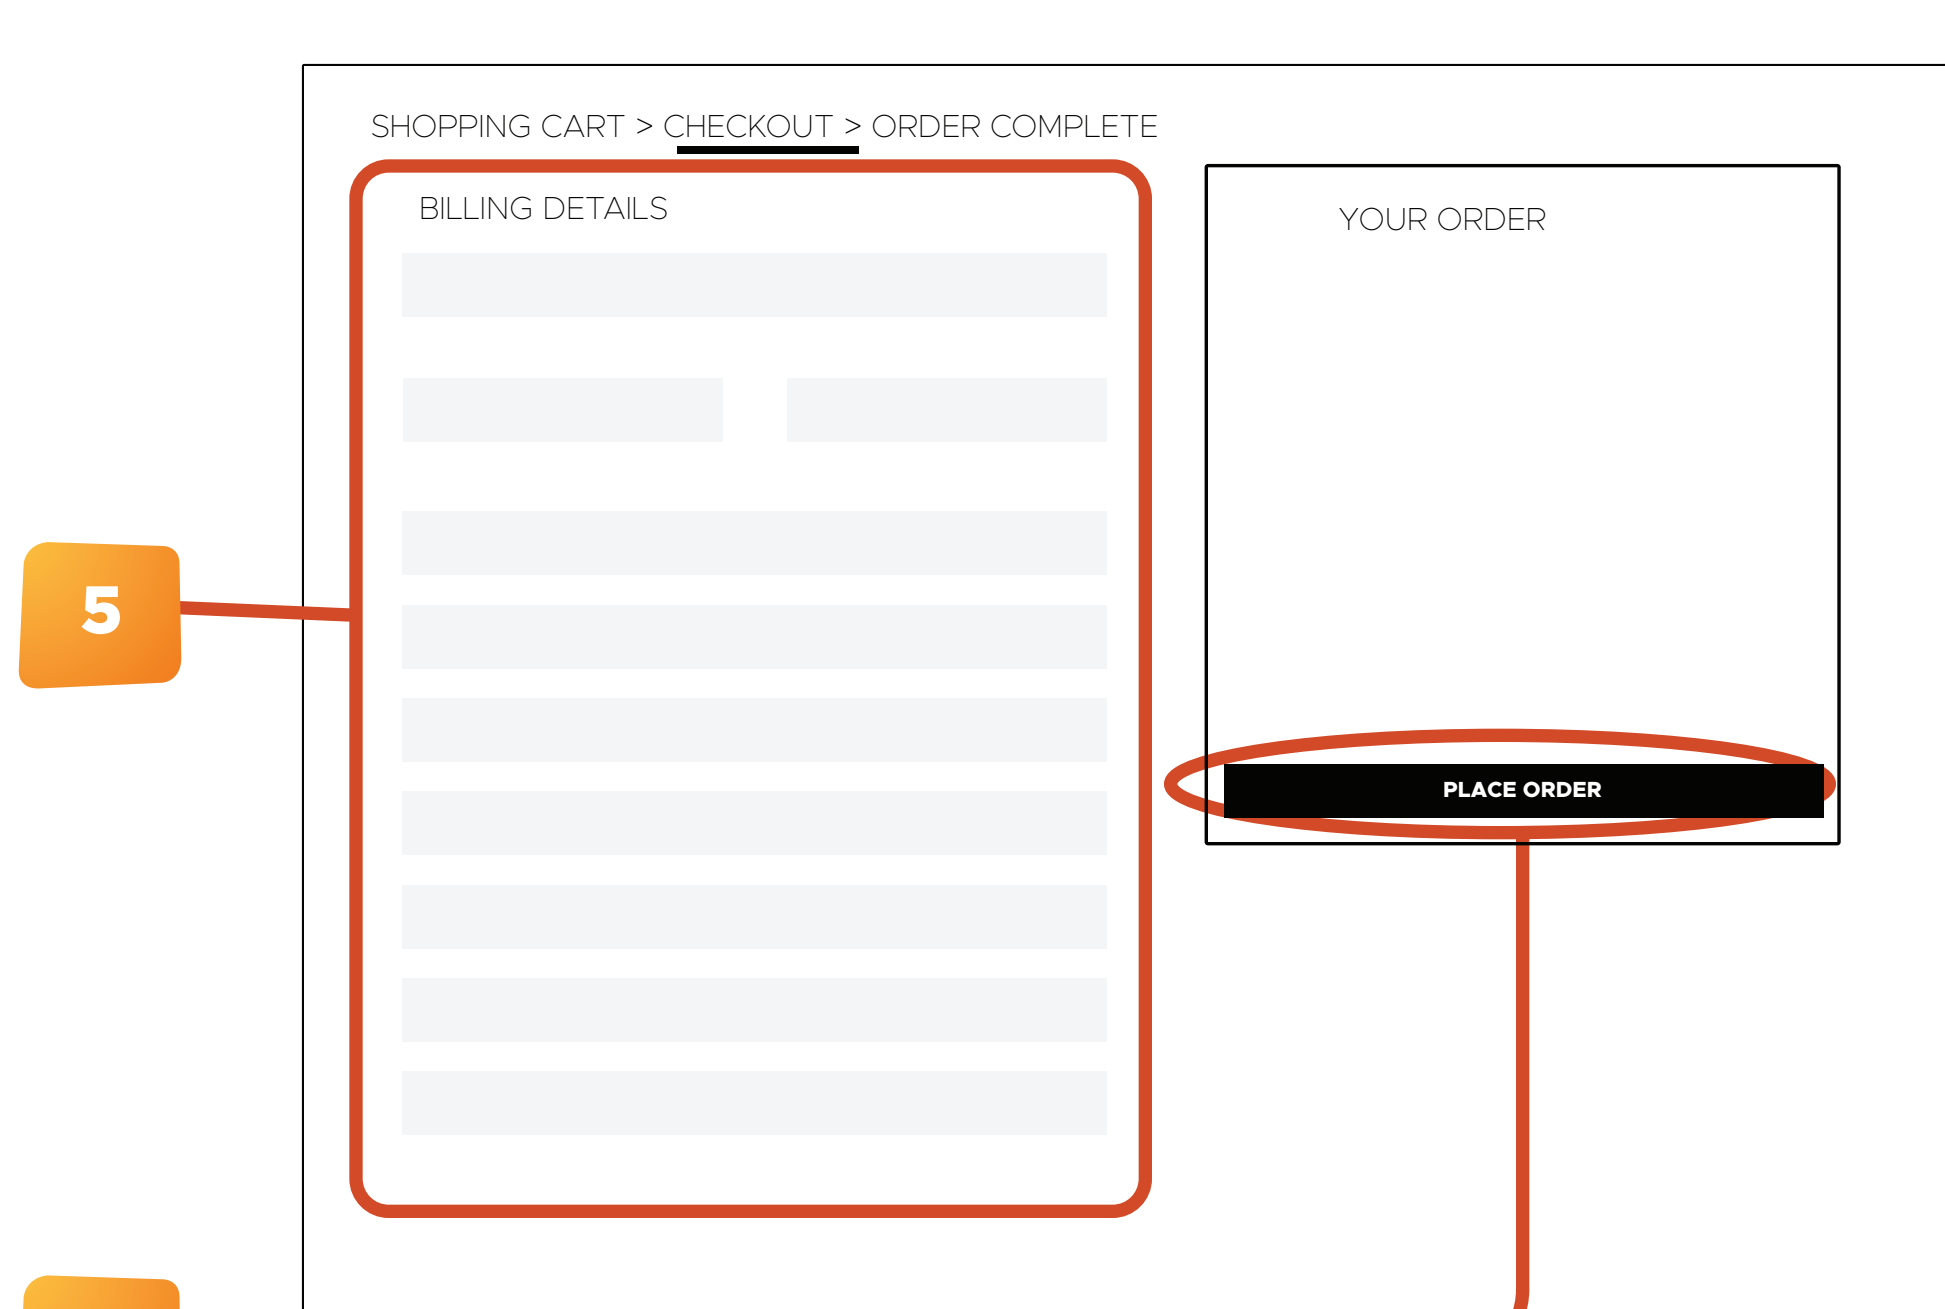 SHOPPING CART > CHECKOUT > ORDER COMPLETE
BILLING DETAILS
YOUR ORDER
5
PLACE ORDER